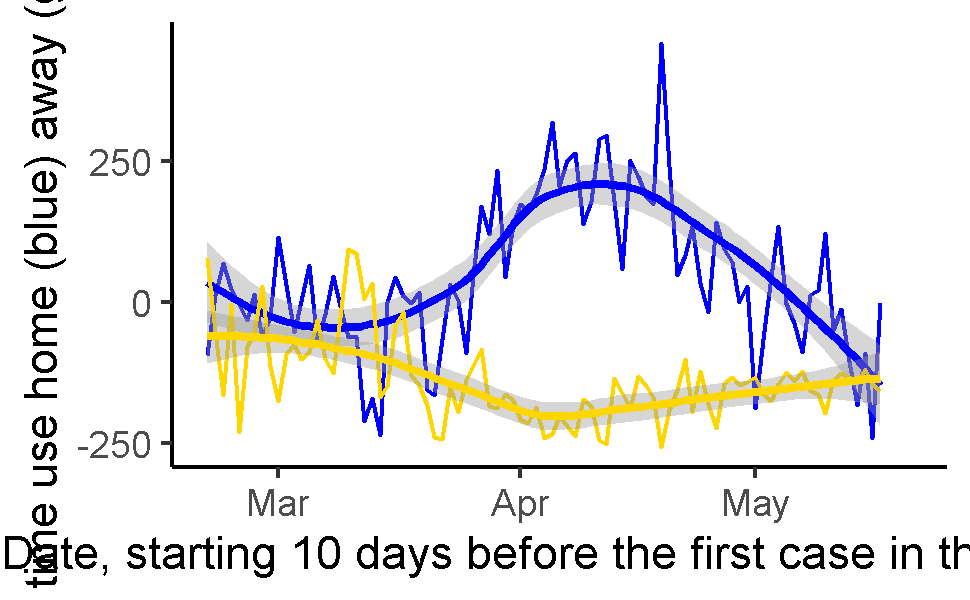 time use home (blue) away (
250
0
-250
Mar Apr May
Date, starting 10 days before the first case in th